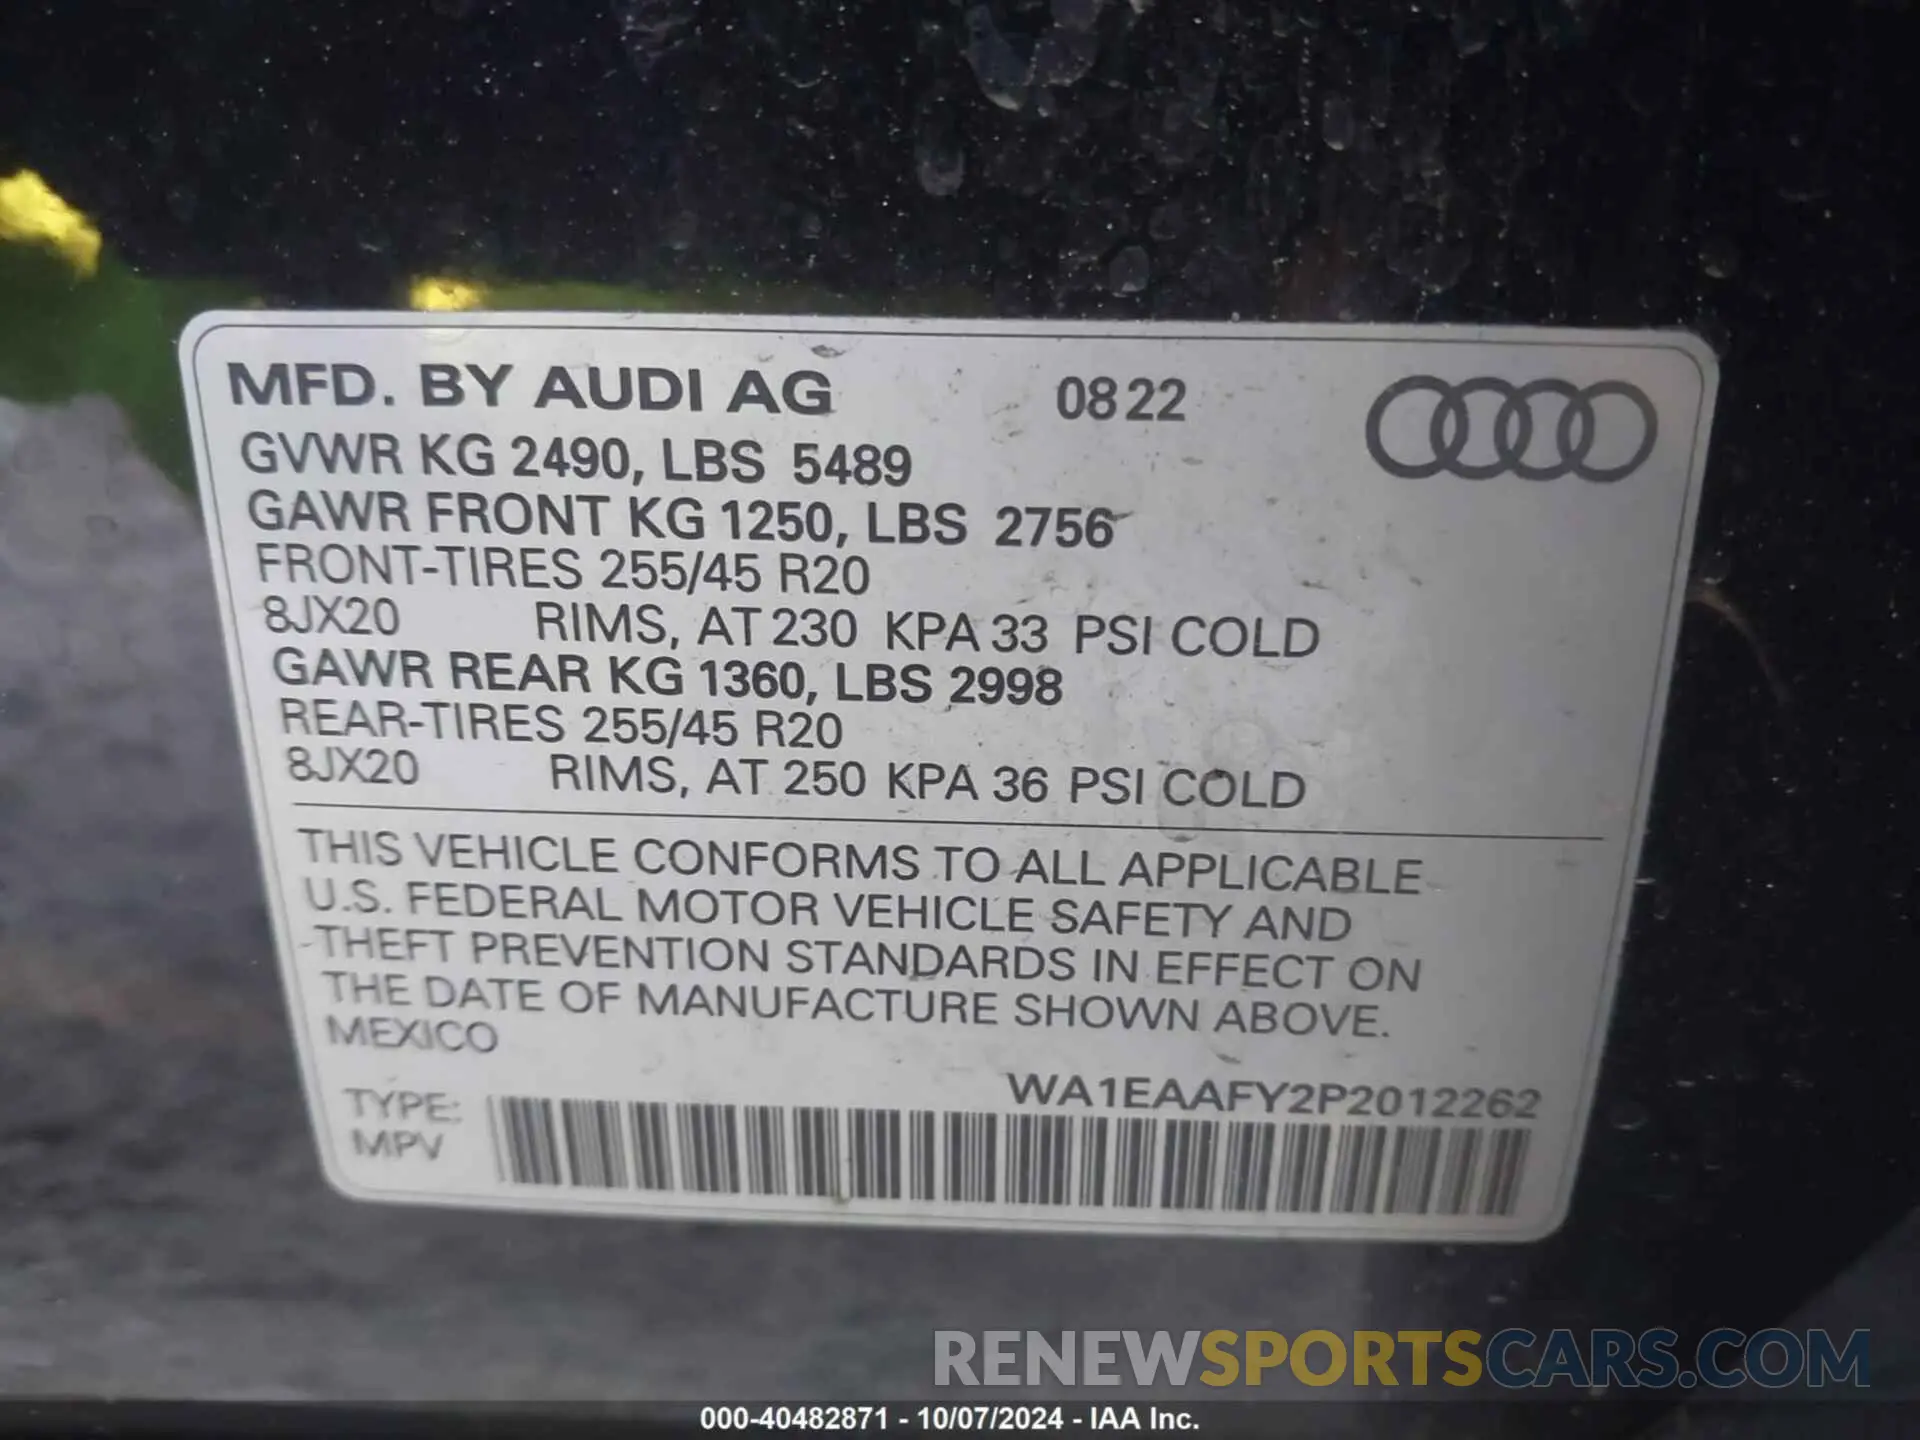 MFD. BY AUDI AG 0822
GVWR KG 2490, LBS 5489
GAWR FRONT KG 1250, LBS 2756
FRONT-TIRES 255/45 R20
8JX20 RIMS, AT 230 KPA 33 PSI COLD
GAWR REAR KG 1360, LBS 2998
REAR-TIRES 255/45 R20
8JX20 RIMS, AT 250 KPA 36 PSI COLD
THIS VEHICLE CONFORMS TO ALL APPLICABLE
U.S. FEDERAL MOTOR VEHICLE SAFETY AND
THEFT PREVENTION STANDARDS IN EFFECT ON
THE DATE OF MANUFACTURE SHOWN ABOVE.
MEXICO
WA1EAAFY2P2012262
TYPE:
MPV
RENEWSPORTSCARS.COM
000-40482871 - 10/07/2024 - IAA Inc.